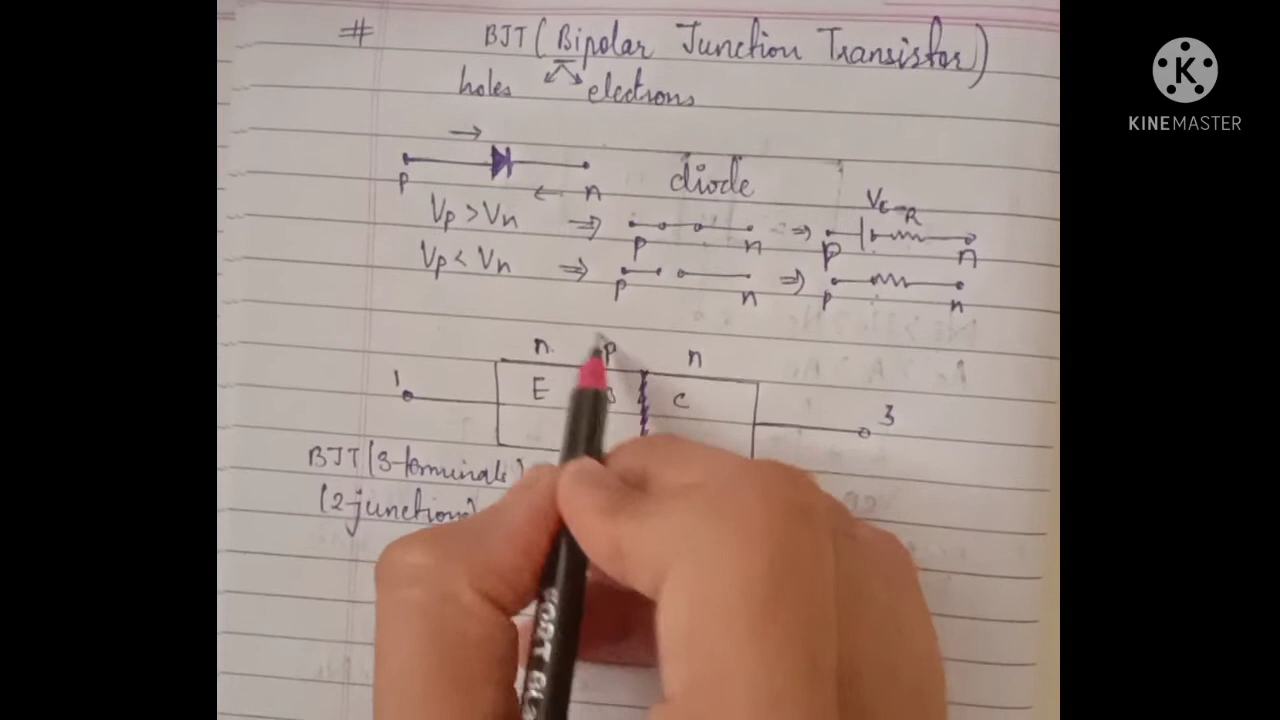 # BJT (Bipolar Junction Transistor)
holes electrons
p n diode
Vp > Vn ⇒ p n ⇒ p n Vc R
Vp < Vn ⇒ p n ⇒ p n
n p n
1 E B C 3
BJT (3-terminals)
(2-junctions)
K
KINEMASTER